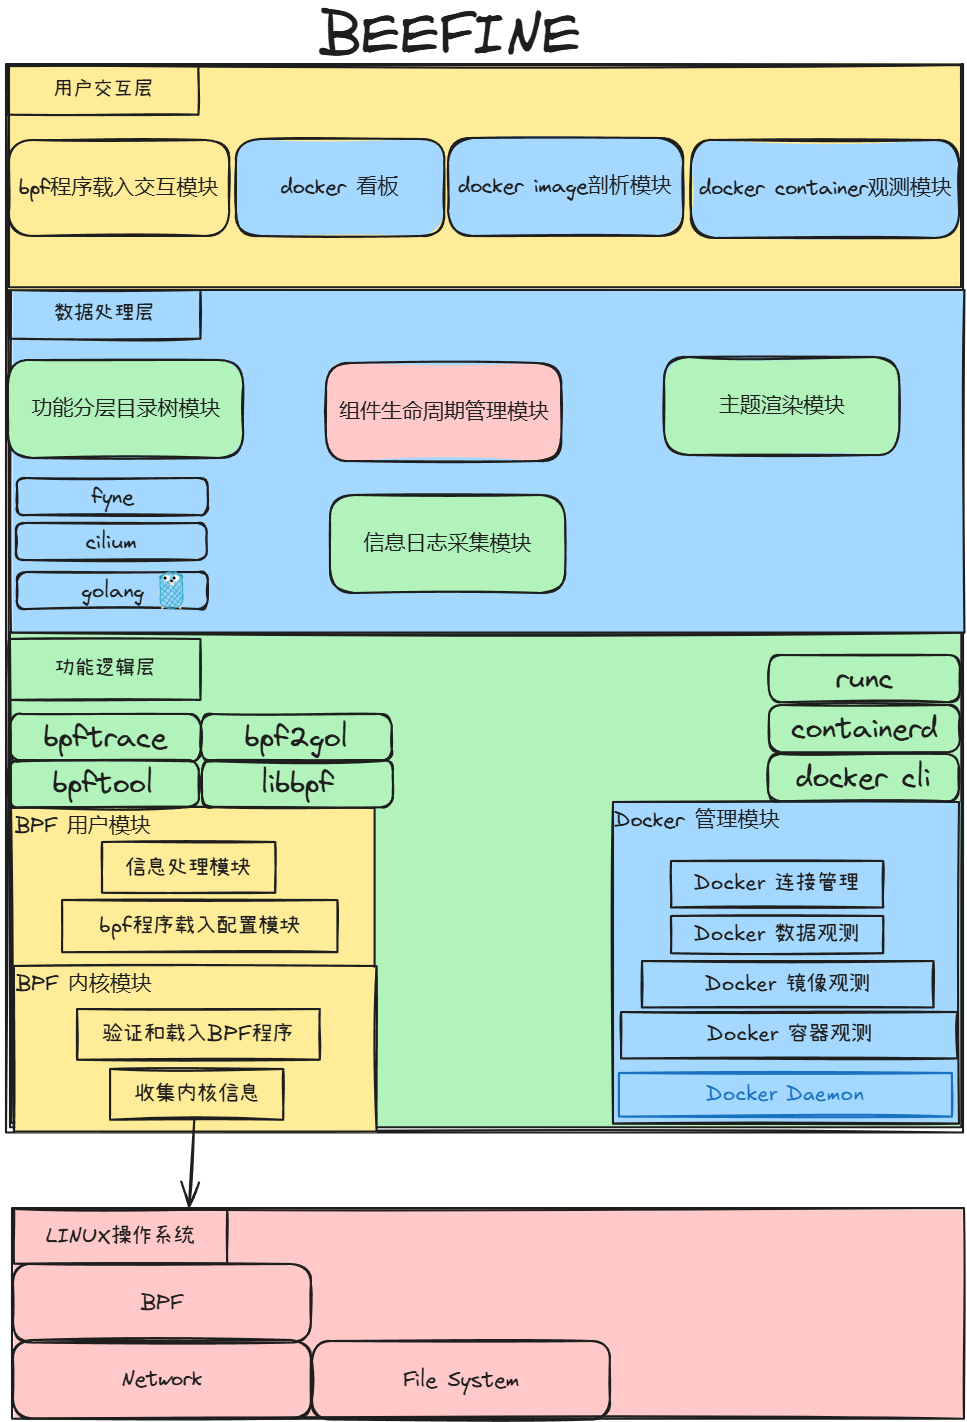 BEEFINE
用户交互层
bpf程序载入交互模块
docker 看板
docker image剖析模块
docker container观测模块
数据处理层
功能分层目录树模块
组件生命周期管理模块
主题渲染模块
fyne
cilium
golang
信息日志采集模块
功能逻辑层
runc
containerd
docker cli
bpftrace
bpf2gol
bpftool
libbpf
BPF 用户模块
信息处理模块
bpf程序载入配置模块
BPF 内核模块
验证和载入BPF程序
收集内核信息
Docker 管理模块
Docker 连接管理
Docker 数据观测
Docker 镜像观测
Docker 容器观测
Docker Daemon
LINUX操作系统
BPF
Network
File System